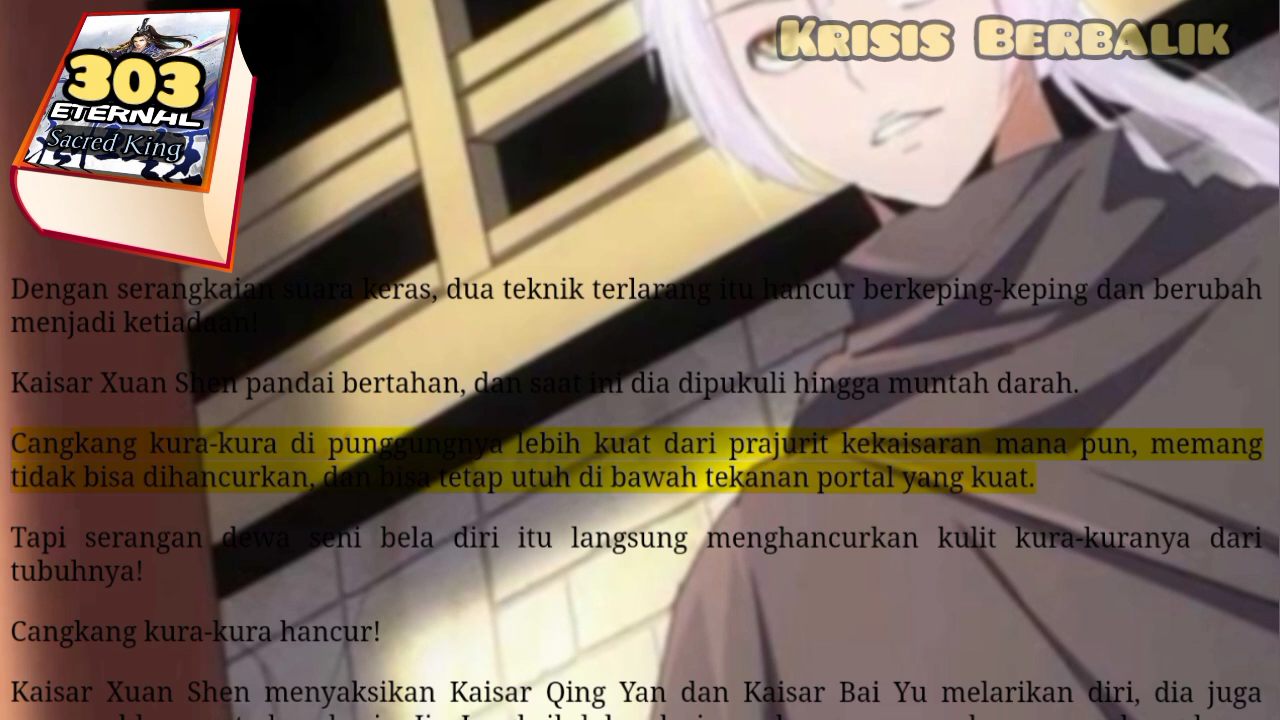 Krisis Berbalik
303
ETERNAL
Sacred King
Dengan serangkaian suara keras, dua teknik terlarang itu hancur berkeping-keping dan berubah
menjadi ketiadaan!
Kaisar Xuan Shen pandai bertahan, dan saat ini dia dipukuli hingga muntah darah.
Cangkang kura-kura di punggungnya lebih kuat dari prajurit kekaisaran mana pun, memang
tidak bisa dihancurkan, dan bisa tetap utuh di bawah tekanan portal yang kuat.
Tapi serangan dewa seni bela diri itu langsung menghancurkan kulit kura-kuranya dari
tubuhnya!
Cangkang kura-kura hancur!
Kaisar Xuan Shen menyaksikan Kaisar Qing Yan dan Kaisar Bai Yu melarikan diri, dia juga